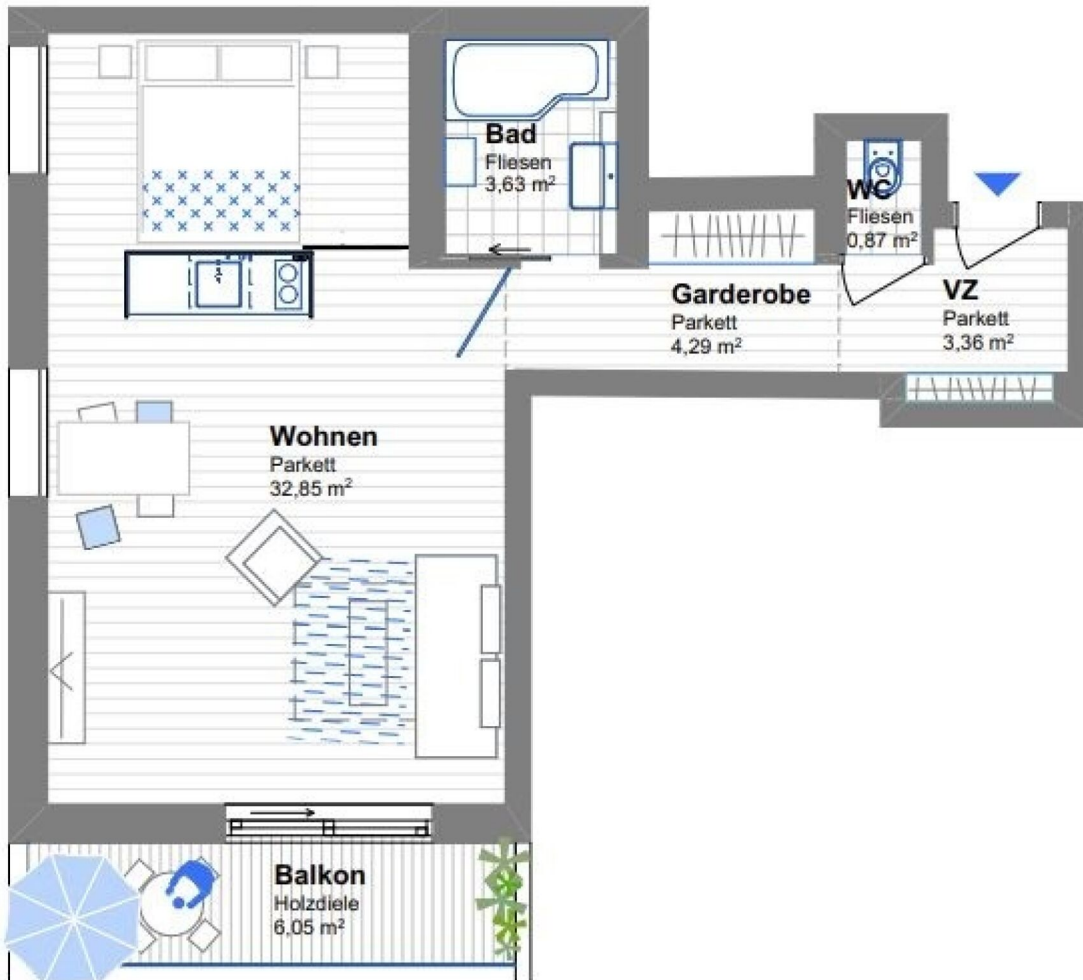 Bad
Fliesen
3,63 m²
WC
Fliesen
0,87 m²
Garderobe
Parkett
4,29 m²
VZ
Parkett
3,36 m²
Wohnen
Parkett
32,85 m²
Balkon
Holzdiele
6,05 m²